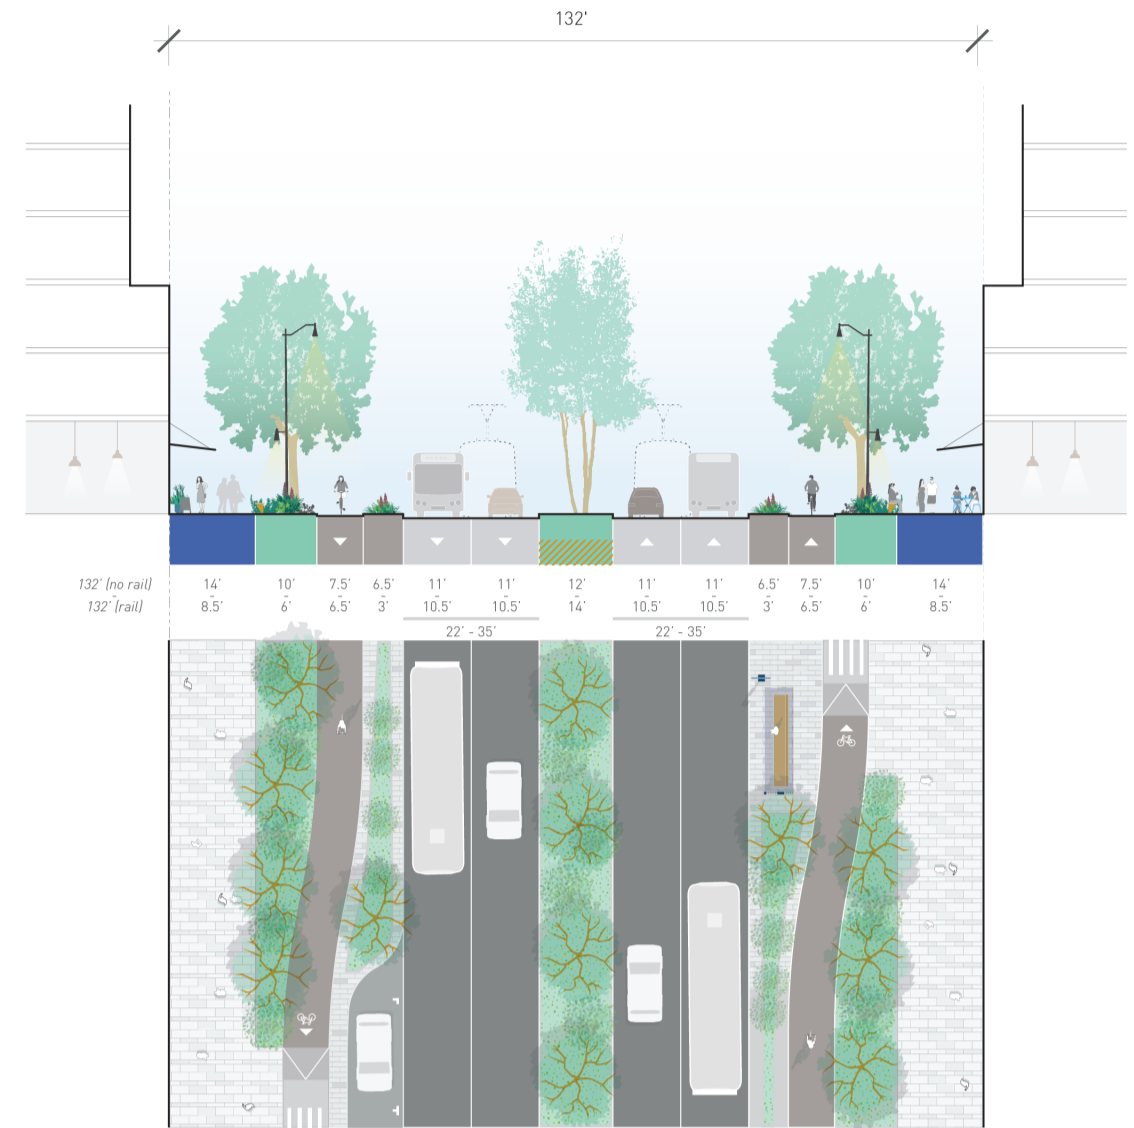 132'
132' (no rail) 14' 10' 7.5' 6.5' 11' 11' 12' 11' 11' 6.5' 7.5' 10' 14'
- - - - - - - - - - - - - -
132' (rail) 8.5' 6' 6.5' 3' 10.5' 10.5' 14' 10.5' 10.5' 3' 6.5' 6' 8.5'
22' - 35' 22' - 35'